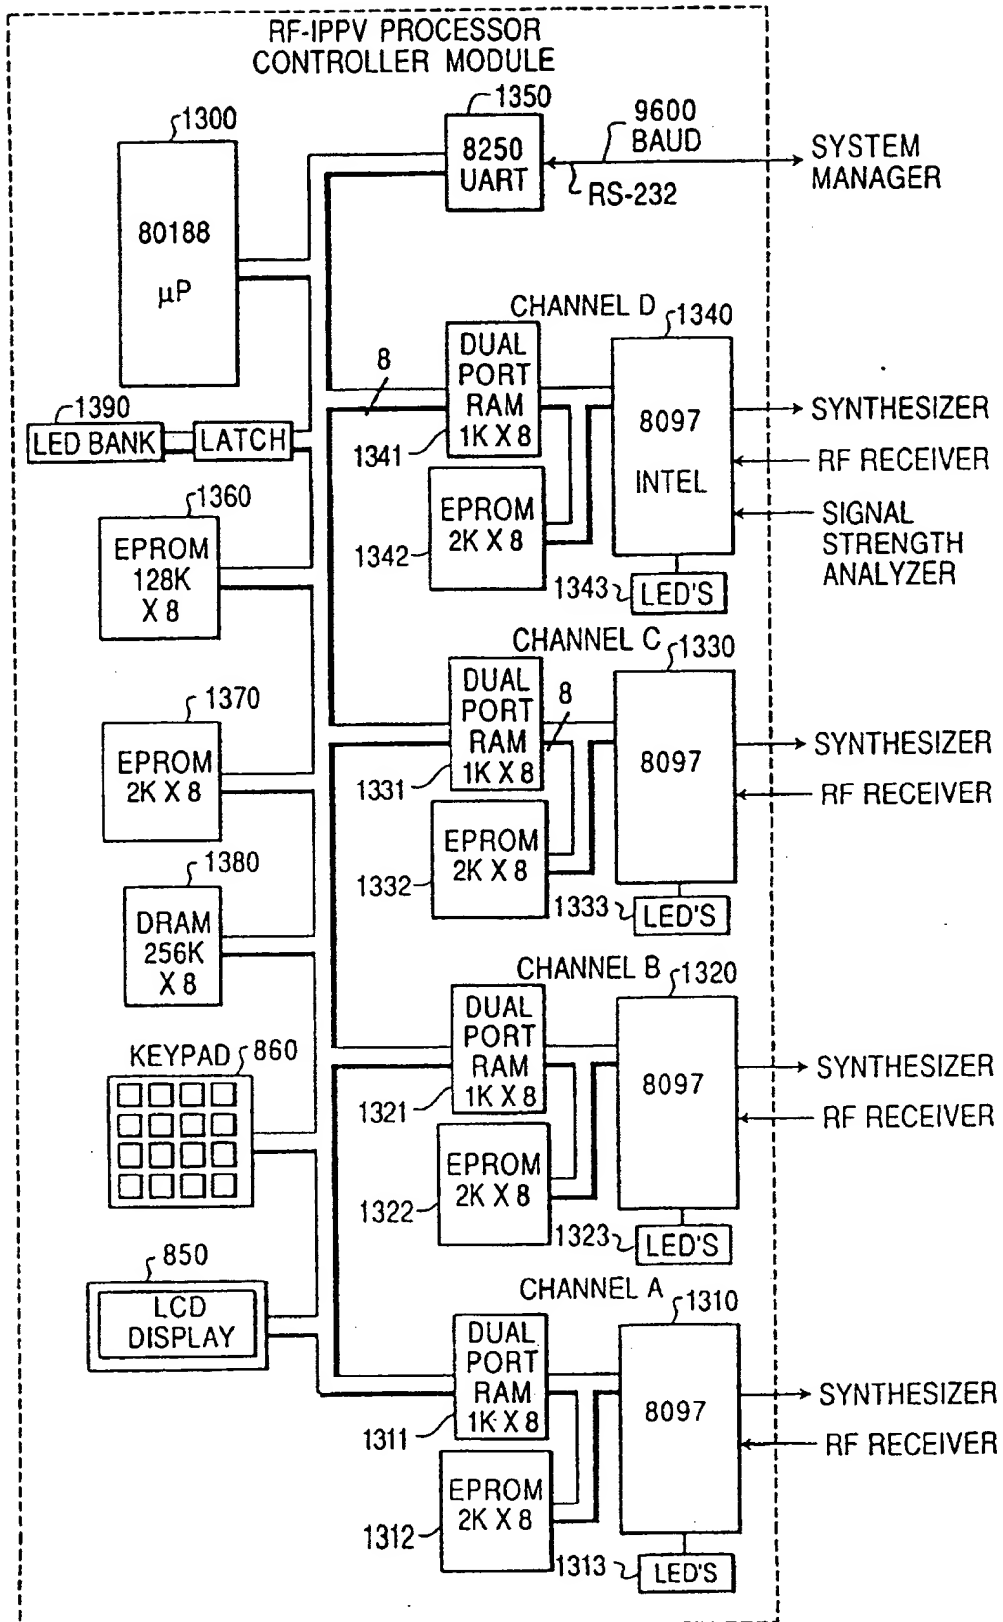 RF-IPPV PROCESSOR
CONTROLLER MODULE
1300
80188
μP
1350
8250
UART
9600
BAUD
RS-232
SYSTEM
MANAGER
1390
LED BANK
LATCH
1360
EPROM
128K
X 8
1370
EPROM
2K X 8
1380
DRAM
256K
X 8
KEYPAD
860
850
LCD
DISPLAY
CHANNEL D
8
DUAL
PORT
RAM
1K X 8
1341
EPROM
2K X 8
1342
1340
8097
INTEL
1343
LED'S
SYNTHESIZER
RF RECEIVER
SIGNAL
STRENGTH
ANALYZER
CHANNEL C
DUAL
PORT
RAM
1K X 8
8
1331
EPROM
2K X 8
1332
1330
8097
1333
LED'S
SYNTHESIZER
RF RECEIVER
CHANNEL B
DUAL
PORT
RAM
1K X 8
1321
EPROM
2K X 8
1322
1320
8097
1323
LED'S
SYNTHESIZER
RF RECEIVER
CHANNEL A
DUAL
PORT
RAM
1K X 8
1311
EPROM
2K X 8
1312
1310
8097
1313
LED'S
SYNTHESIZER
RF RECEIVER